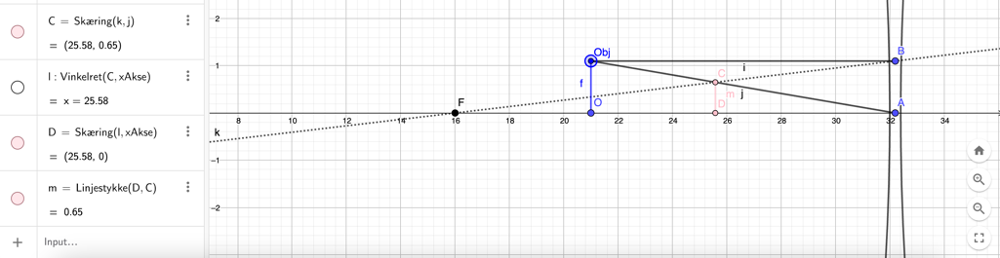 C = Skæring(k, j)
= (25.58, 0.65)
l : Vinkelret(C, xAkse)
= x = 25.58
D = Skæring(l, xAkse)
= (25.58, 0)
m = Linjestykke(D, C)
= 0.65
+ Input...
2
1
-1
-2
8 10 12 14 16 18 20 22 24 26 28 30 32 34
k
F
Obj
f
O
C
m
D
i
j
B
A